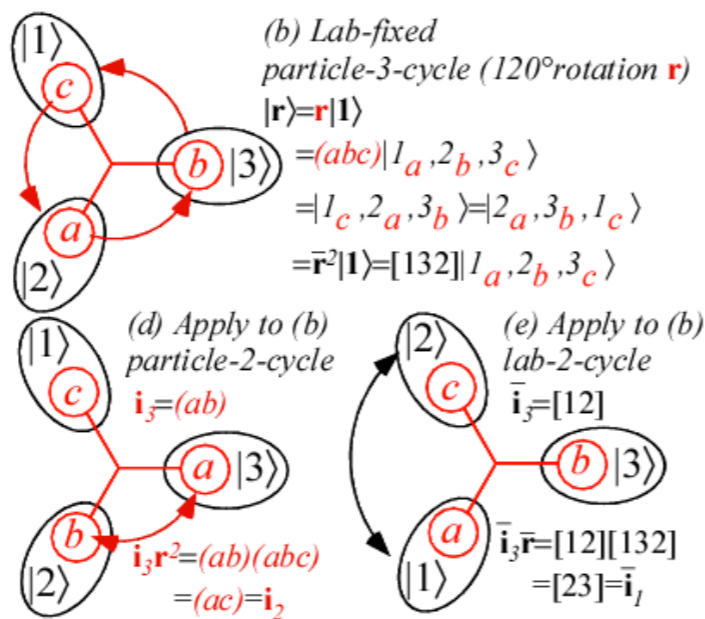 |1⟩
c
b |3⟩
a
|2⟩
(b) Lab-fixed
particle-3-cycle (120°rotation r)
|r⟩=r|1⟩
=(abc)|1a,2b,3c⟩
=|1c,2a,3b⟩=|2a,3b,1c⟩
=r̄²|1⟩=[132]|1a,2b,3c⟩
(d) Apply to (b)
particle-2-cycle
i₃=(ab)
|1⟩
c
a |3⟩
b
|2⟩
i₃r²=(ab)(abc)
=(ac)=i₂
(e) Apply to (b)
lab-2-cycle
ī₃=[12]
|2⟩
c
b |3⟩
a
|1⟩
ī₃r̄=[12][132]
=[23]=ī₁